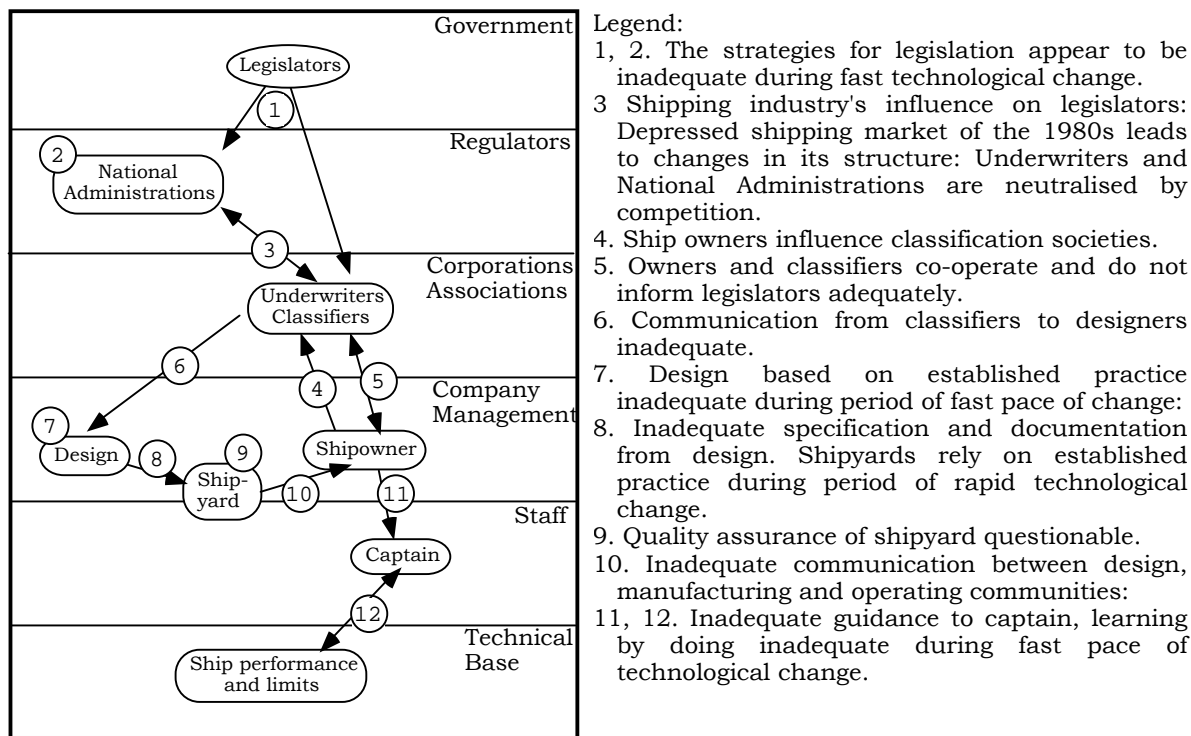 Government
Legislators
1
Regulators
2
National
Administrations
3
Corporations
Associations
Underwriters
Classifiers
6
4
5
Company
Management
7
Design
8
9
Ship-
yard
10
Shipowner
11
Staff
Captain
12
Technical
Base
Ship performance
and limits
Legend:
1, 2. The strategies for legislation appear to be
inadequate during fast technological change.
3 Shipping industry's influence on legislators:
Depressed shipping market of the 1980s leads
to changes in its structure: Underwriters and
National Administrations are neutralised by
competition.
4. Ship owners influence classification societies.
5. Owners and classifiers co-operate and do not
inform legislators adequately.
6. Communication from classifiers to designers
inadequate.
7. Design based on established practice
inadequate during period of fast pace of change:
8. Inadequate specification and documentation
from design. Shipyards rely on established
practice during period of rapid technological
change.
9. Quality assurance of shipyard questionable.
10. Inadequate communication between design,
manufacturing and operating communities:
11, 12. Inadequate guidance to captain, learning
by doing inadequate during fast pace of
technological change.